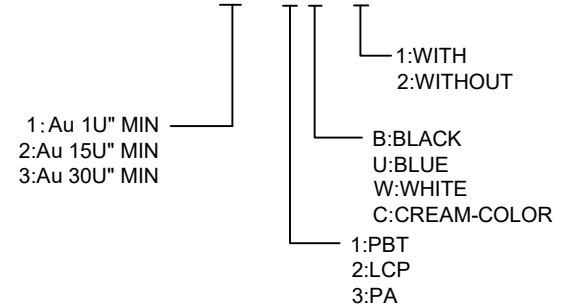 1:WITH
2:WITHOUT
1:Au 1U" MIN
2:Au 15U" MIN
3:Au 30U" MIN
B:BLACK
U:BLUE
W:WHITE
C:CREAM-COLOR
1:PBT
2:LCP
3:PA